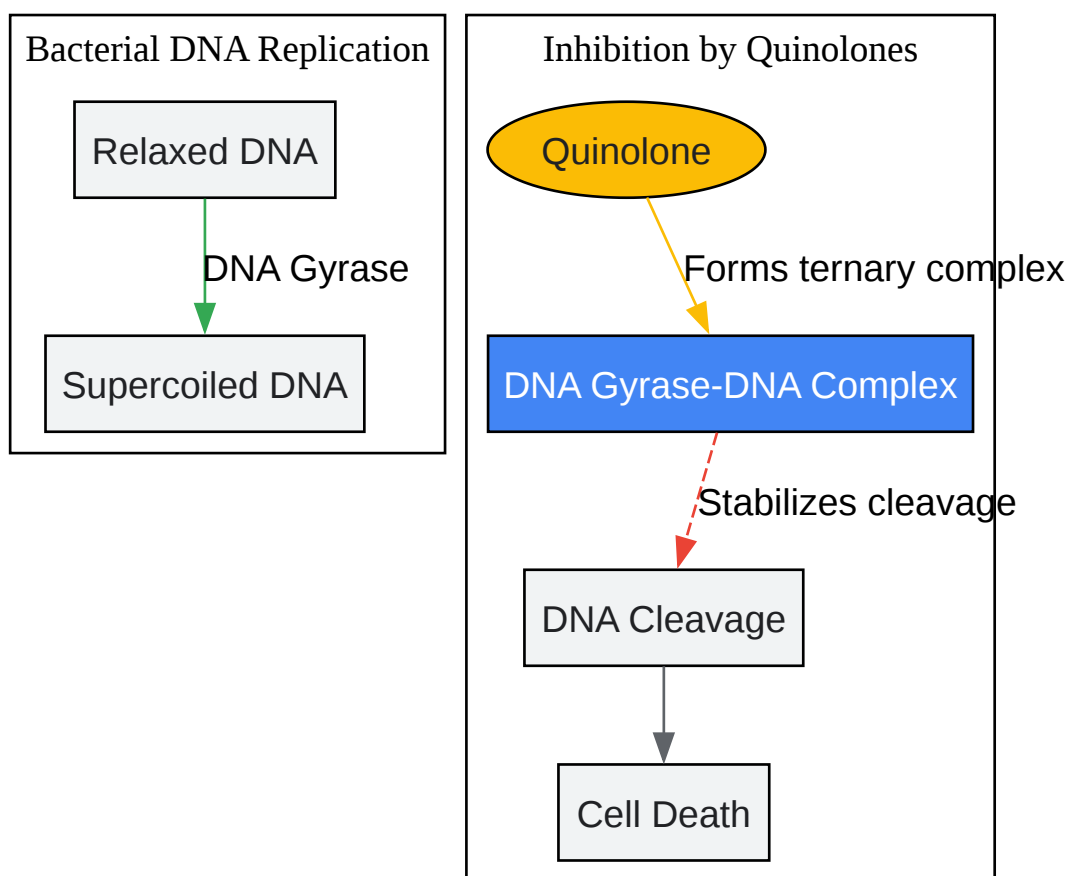 Bacterial DNA Replication
Relaxed DNA
DNA Gyrase
Supercoiled DNA
Inhibition by Quinolones
Quinolone
Forms ternary complex
DNA Gyrase-DNA Complex
Stabilizes cleavage
DNA Cleavage
Cell Death